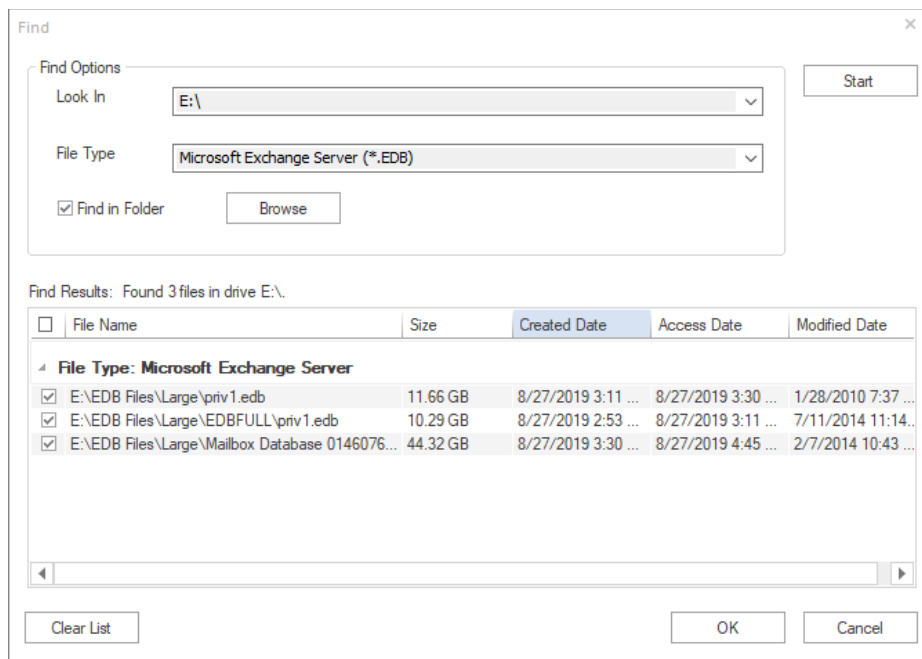 Find
Find Options
Look In
E:\
Start
File Type
Microsoft Exchange Server (*.EDB)
Find in Folder
Browse
Find Results: Found 3 files in drive E:\.
File Name Size Created Date Access Date Modified Date
File Type: Microsoft Exchange Server
E:\EDB Files\Large\priv1.edb 11.66 GB 8/27/2019 3:11 ... 8/27/2019 3:30 ... 1/28/2010 7:37 ...
E:\EDB Files\Large\EDBFULL\priv1.edb 10.29 GB 8/27/2019 2:53 ... 8/27/2019 3:11 ... 7/11/2014 11:14...
E:\EDB Files\Large\Mailbox Database 0146076... 44.32 GB 8/27/2019 3:30 ... 8/27/2019 4:45 ... 2/7/2014 10:43 ...
Clear List
OK
Cancel